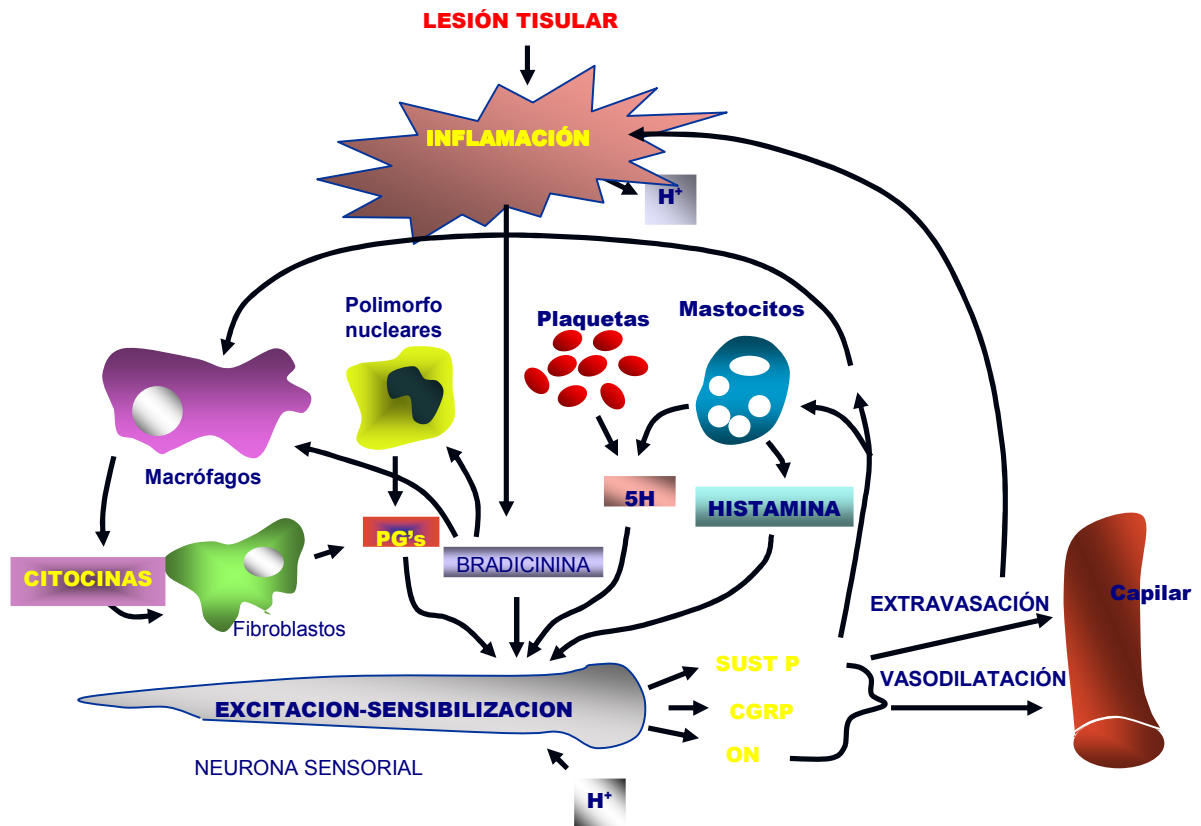 LESIÓN TISULAR
INFLAMACIÓN
H+
Polimorfo
nucleares
Plaquetas
Mastocitos
Macrófagos
5H
HISTAMINA
PG's
BRADICININA
CITOCINAS
Fibroblastos
EXTRAVASACIÓN
Capilar
SUST P
VASODILATACIÓN
EXCITACION-SENSIBILIZACION
CGRP
ON
NEURONA SENSORIAL
H+